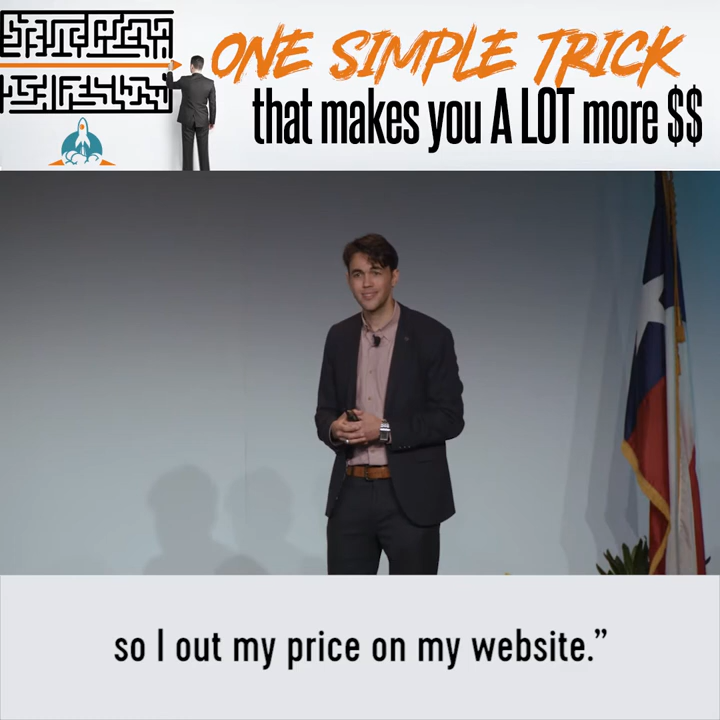 ONE SIMPLE TRICK
that makes you A LOT more $$
so I out my price on my website.”